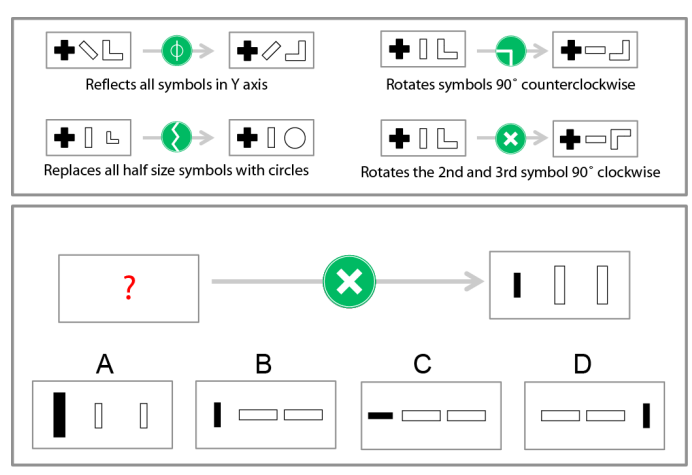 Reflects all symbols in Y axis
Rotates symbols 90˚ counterclockwise
Replaces all half size symbols with circles
Rotates the 2nd and 3rd symbol 90˚ clockwise
?
A B C D